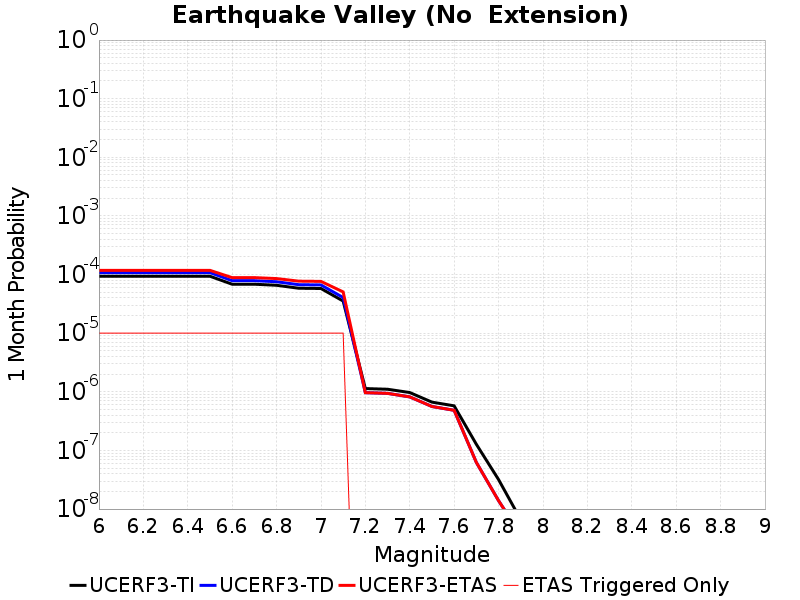 Earthquake Valley (No  Extension)
1 Month Probability
10^0
10^-1
10^-2
10^-3
10^-4
10^-5
10^-6
10^-7
10^-8
6 6.2 6.4 6.6 6.8 7 7.2 7.4 7.6 7.8 8 8.2 8.4 8.6 8.8 9
Magnitude
UCERF3-TI UCERF3-TD UCERF3-ETAS ETAS Triggered Only